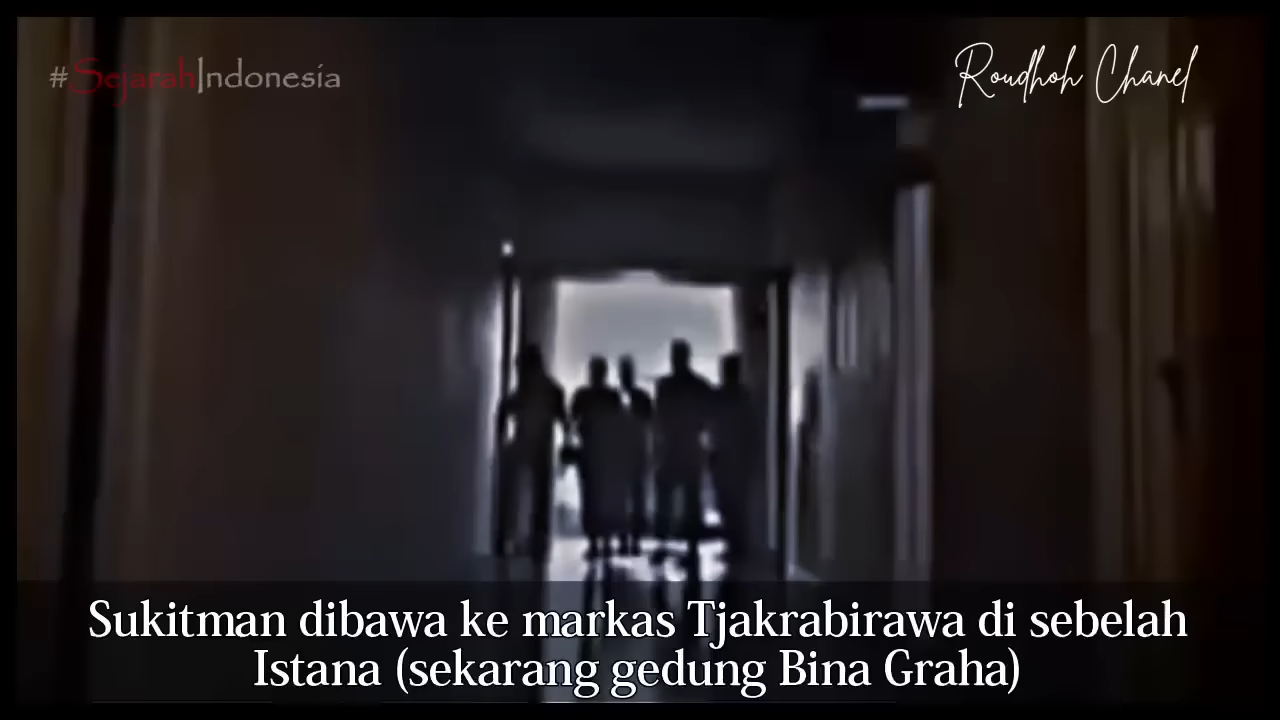 #SejarahIndonesia
Roudhoh Chanel
Sukitman dibawa ke markas Tjakrabirawa di sebelah
Istana (sekarang gedung Bina Graha)